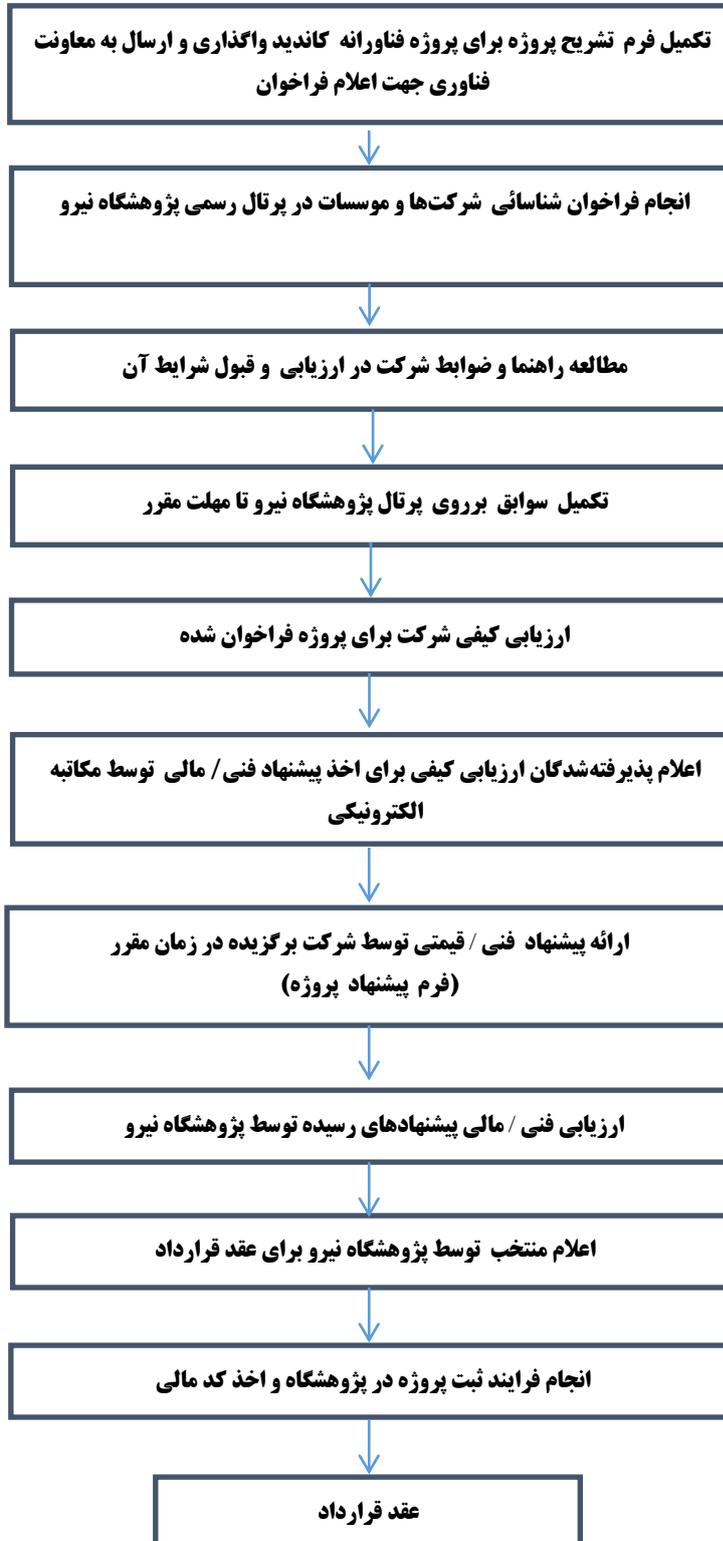 تکمیل فرم تشریح پروژه برای پروژه فناورانه کاندید واگذاری و ارسال به معاونت
فناوری جهت اعلام فراخوان
انجام فراخوان شناسائی شرکت‌ها و موسسات در پرتال رسمی پژوهشگاه نیرو
مطالعه راهنما و ضوابط شرکت در ارزیابی و قبول شرایط آن
تکمیل سوابق برروی پرتال پژوهشگاه نیرو تا مهلت مقرر
ارزیابی کیفی شرکت برای پروژه فراخوان شده
اعلام پذیرفته‌شدگان ارزیابی کیفی برای اخذ پیشنهاد فنی/ مالی توسط مکاتبه
الکترونیکی
ارائه پیشنهاد فنی / قیمتی توسط شرکت برگزیده در زمان مقرر
(فرم پیشنهاد پروژه)
ارزیابی فنی / مالی پیشنهادهای رسیده توسط پژوهشگاه نیرو
اعلام منتخب توسط پژوهشگاه نیرو برای عقد قرارداد
انجام فرایند ثبت پروژه در پژوهشگاه و اخذ کد مالی
عقد قرارداد